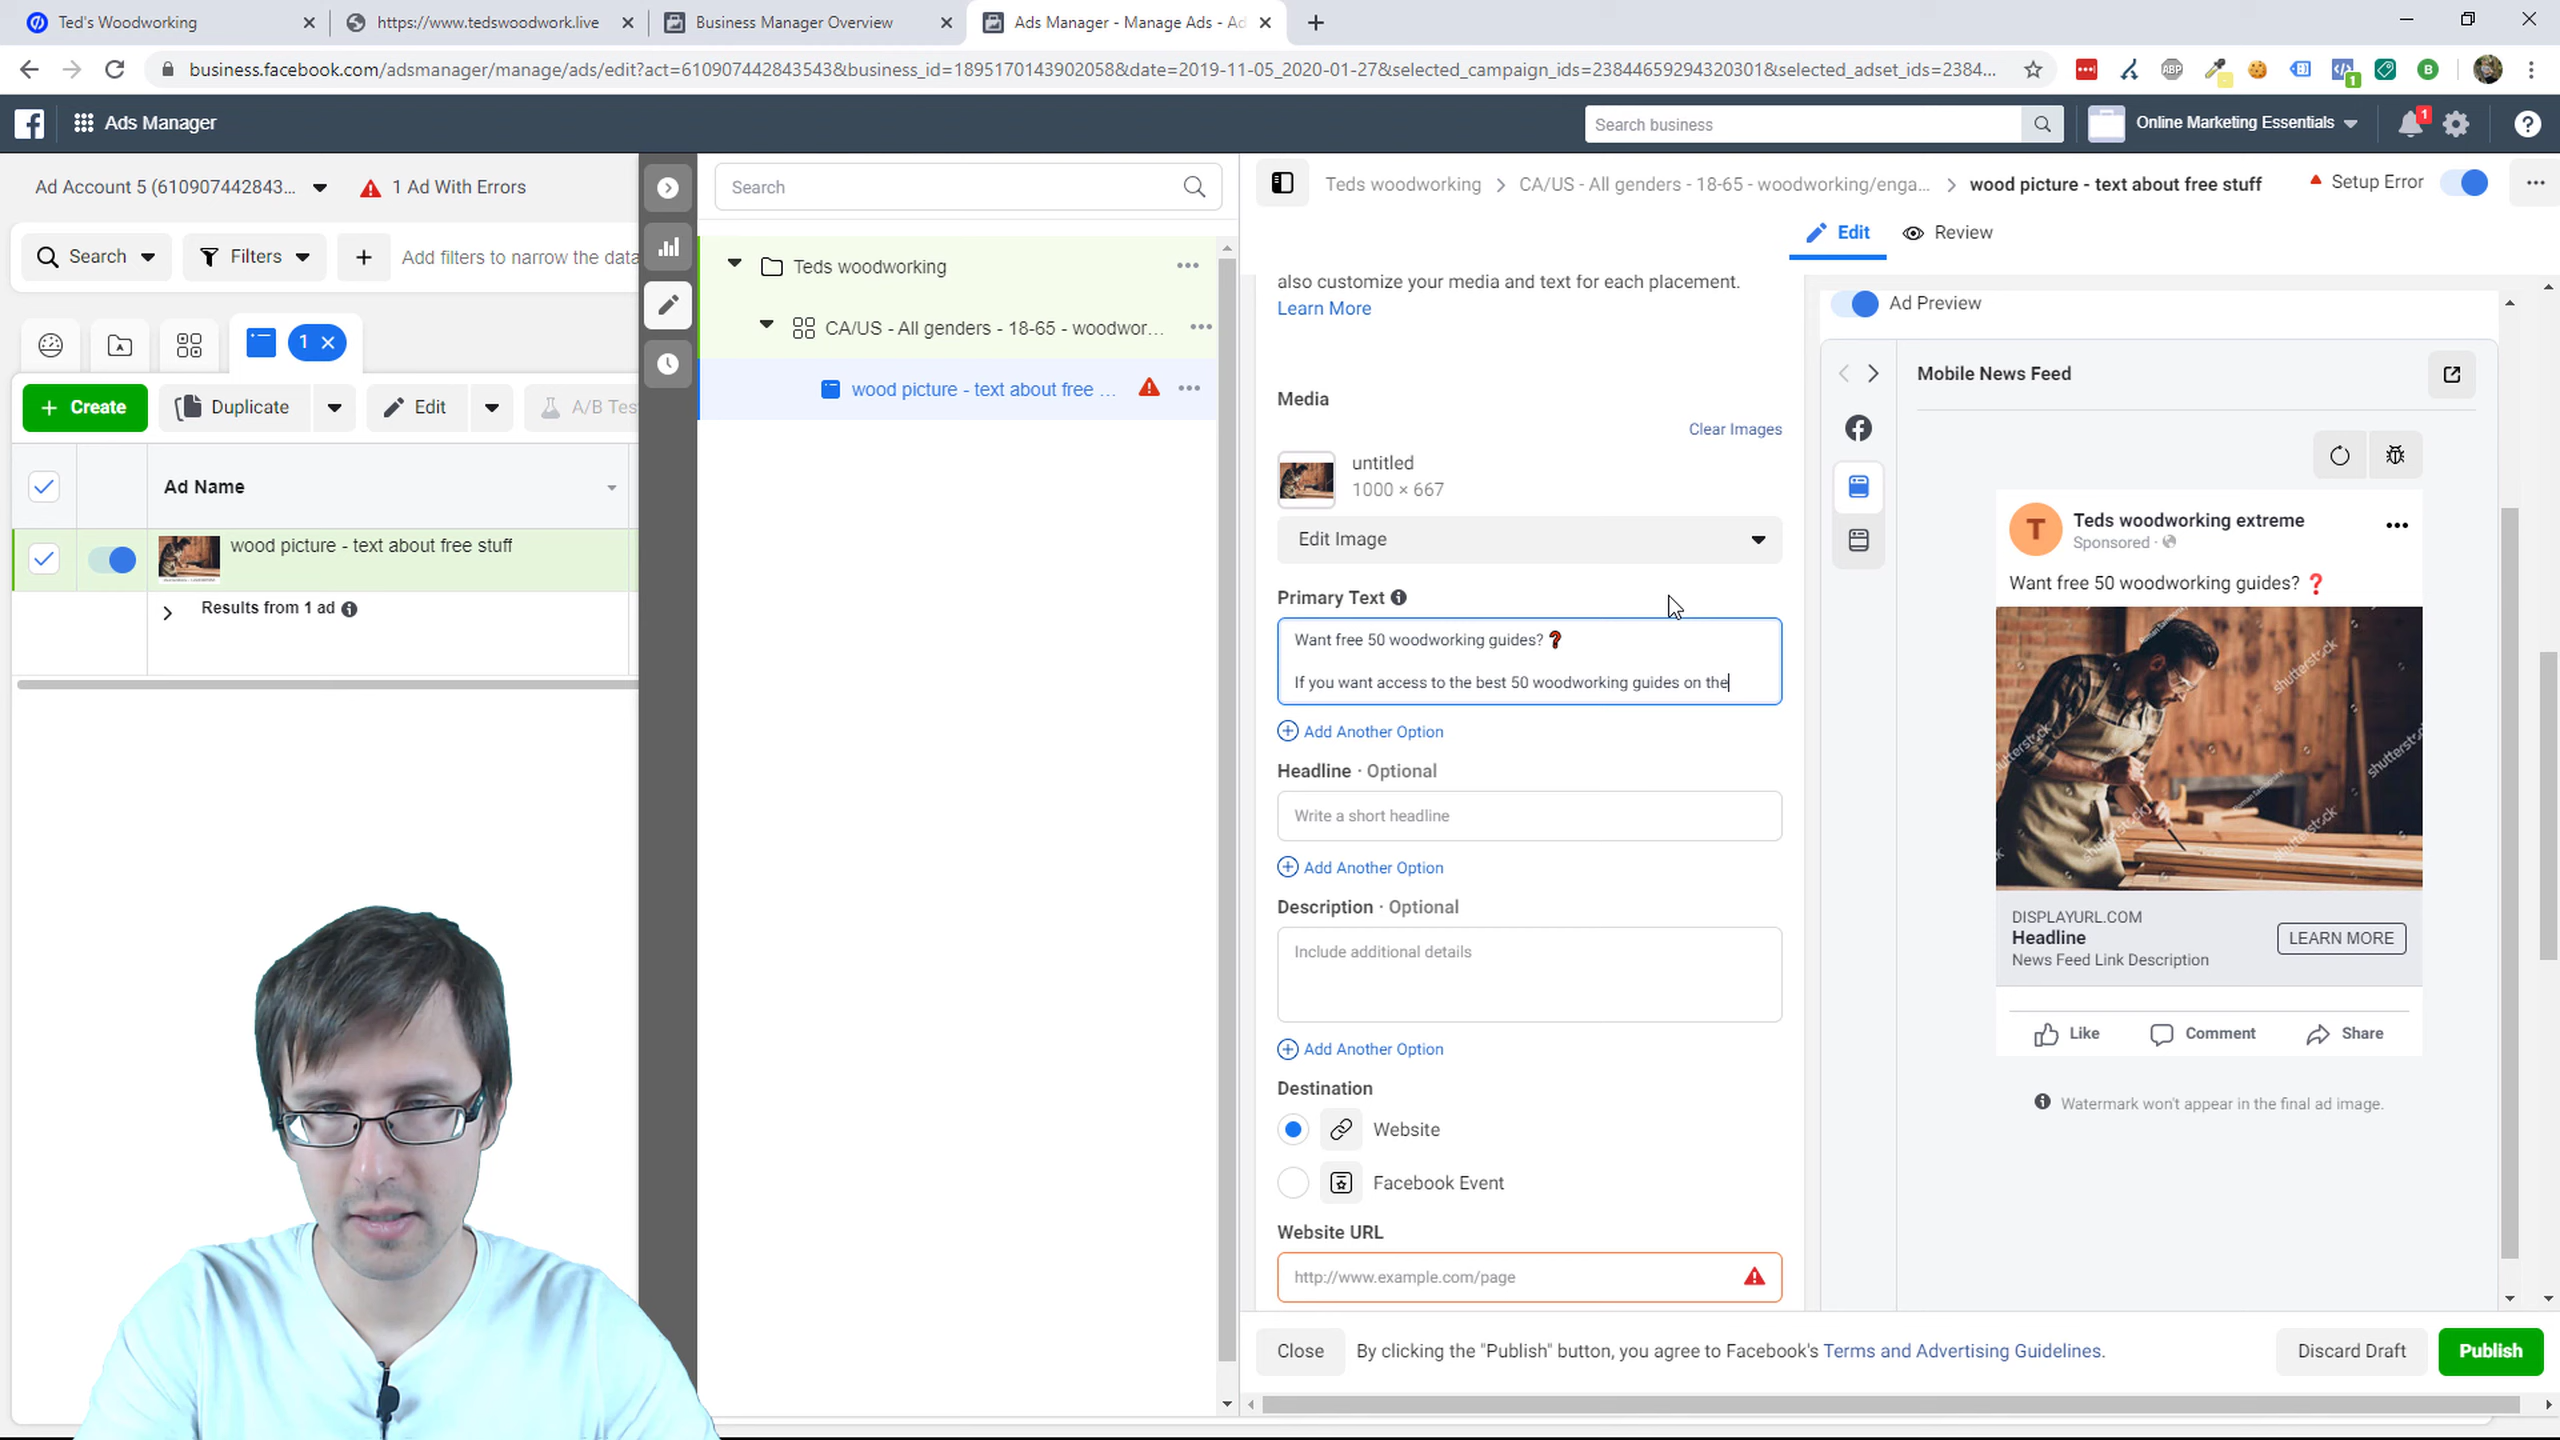 Ted's Woodworking
https://www.tedswoodwork.live
Business Manager Overview
Ads Manager - Manage Ads - Ad
business.facebook.com/adsmanager/manage/ads/edit?act=610907442843543&business_id=1895170143902058&date=2019-11-05_2020-01-27&selected_campaign_ids=23844659294320301&selected_adset_ids=2384...
Ads Manager
Search business
Online Marketing Essentials
1
Ad Account 5 (610907442843...
1 Ad With Errors
Search
Filters
Add filters to narrow the data
1
Create
Duplicate
Edit
A/B Tes
Ad Name
wood picture - text about free stuff
Results from 1 ad
Search
Teds woodworking
CA/US - All genders - 18-65 - woodwor...
wood picture - text about free ...
Teds woodworking > CA/US - All genders - 18-65 - woodworking/enga... > wood picture - text about free stuff
Setup Error
Edit
Review
also customize your media and text for each placement.
Learn More
Media
Clear Images
untitled
1000 × 667
Edit Image
Primary Text
Want free 50 woodworking guides? ❓
If you want access to the best 50 woodworking guides on the
Add Another Option
Headline · Optional
Write a short headline
Add Another Option
Description · Optional
Include additional details
Add Another Option
Destination
Website
Facebook Event
Website URL
http://www.example.com/page
Ad Preview
Mobile News Feed
T
Teds woodworking extreme
Sponsored ·
Want free 50 woodworking guides? ❓
shutterstock
shutterstock
shutterstock
DISPLAYURL.COM
Headline
News Feed Link Description
LEARN MORE
Like
Comment
Share
Watermark won't appear in the final ad image.
Close
By clicking the "Publish" button, you agree to Facebook's Terms and Advertising Guidelines.
Discard Draft
Publish